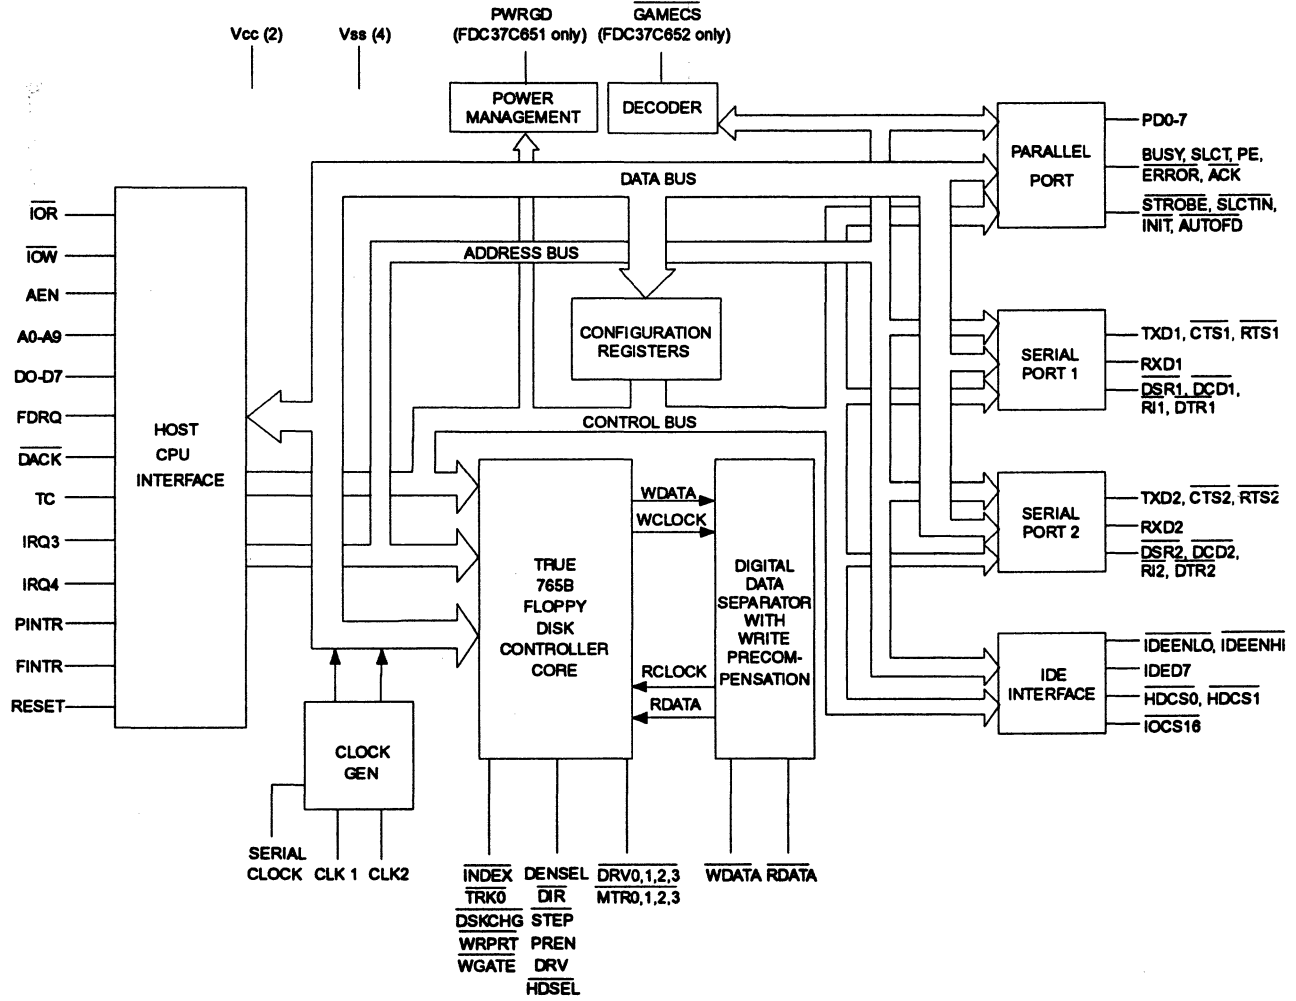 PWRGD
(FDC37C651 only)
GAMECS
(FDC37C652 only)
Vcc (2)
Vss (4)
POWER
MANAGEMENT
DECODER
PARALLEL
PORT
PD0-7
BUSY, SLCT, PE,
ERROR, ACK
STROBE, SLCTIN,
INIT, AUTOFD
DATA BUS
ADDRESS BUS
CONFIGURATION
REGISTERS
CONTROL BUS
IOR
IOW
AEN
A0-A9
DO-D7
FDRQ
DACK
TC
IRQ3
IRQ4
PINTR
FINTR
RESET
HOST
CPU
INTERFACE
SERIAL
PORT 1
TXD1, CTS1, RTS1
RXD1
DSR1, DCD1,
RI1, DTR1
SERIAL
PORT 2
TXD2, CTS2, RTS2
RXD2
DSR2, DCD2,
RI2, DTR2
IDE
INTERFACE
IDEENLO, IDEENHI
IDED7
HDCS0, HDCS1
IOCS16
TRUE
765B
FLOPPY
DISK
CONTROLLER
CORE
WDATA
WCLOCK
RCLOCK
RDATA
DIGITAL
DATA
SEPARATOR
WITH
WRITE
PRECOM-
PENSATION
CLOCK
GEN
SERIAL
CLOCK
CLK 1
CLK2
INDEX
TRK0
DSKCHG
WRPRT
WGATE
DENSEL
DIR
STEP
PREN
DRV
HDSEL
DRV0,1,2,3
MTR0,1,2,3
WDATA
RDATA